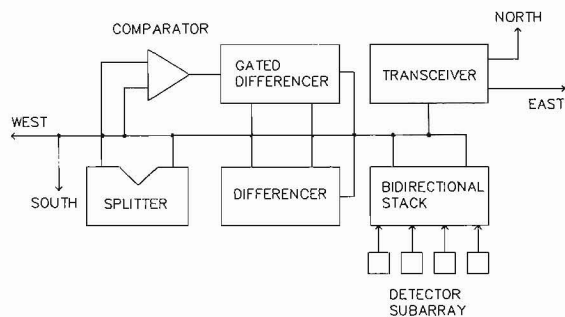 COMPARATOR
NORTH
GATED
DIFFERENCER
TRANSCEIVER
EAST
WEST
SOUTH
SPLITTER
DIFFERENCER
BIDIRECTIONAL
STACK
DETECTOR
SUBARRAY